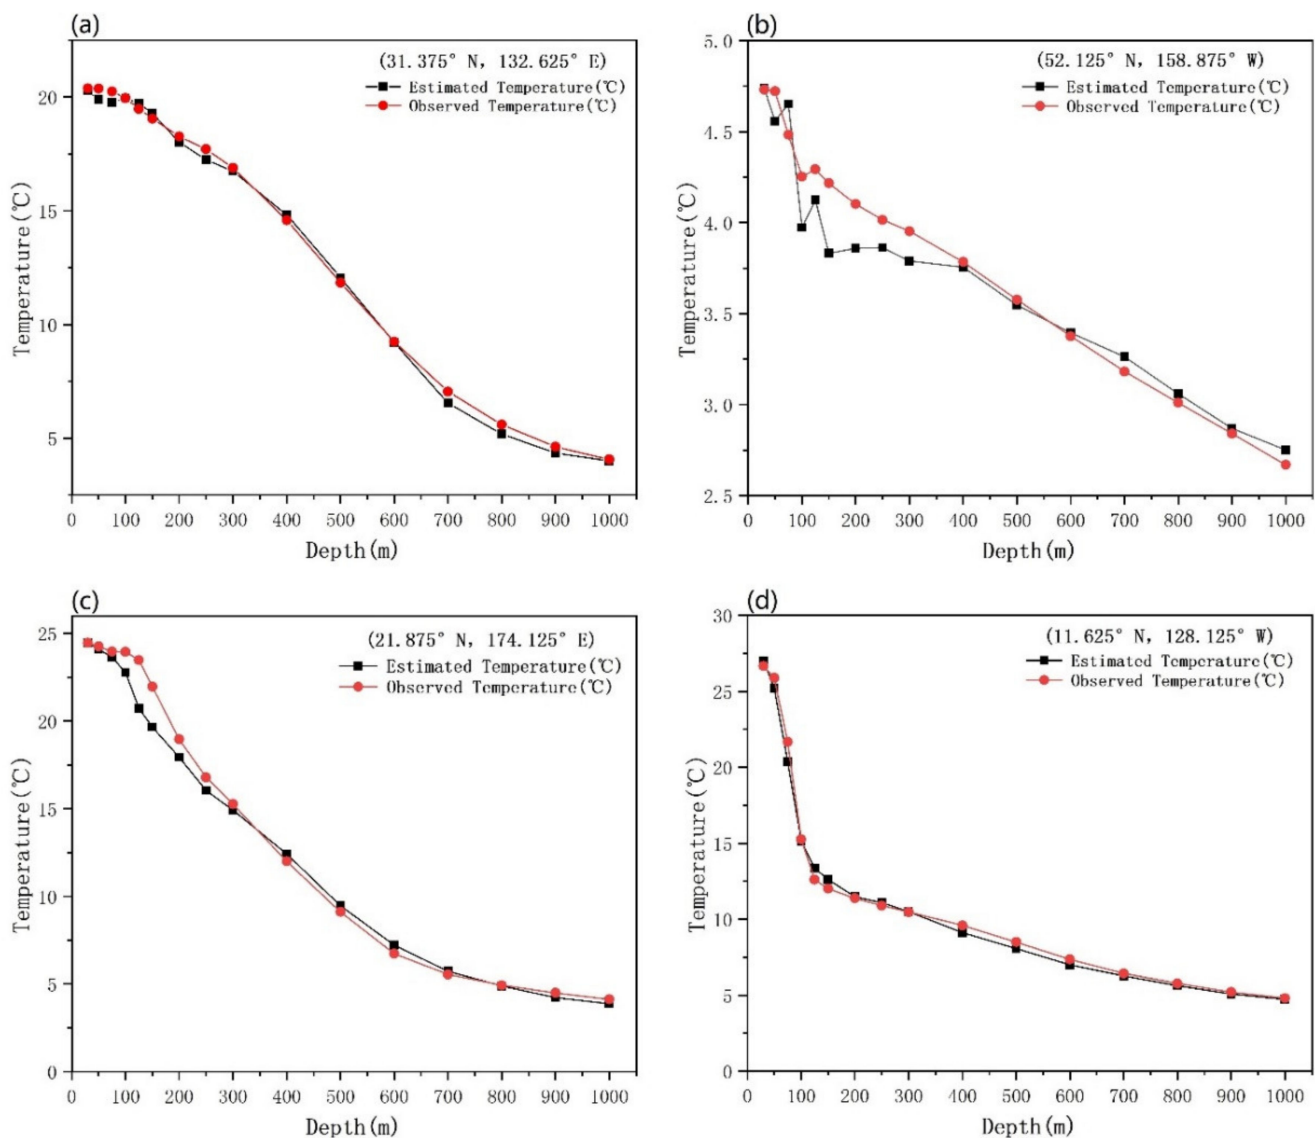 (a)
(31.375° N, 132.625° E)
Estimated Temperature(℃)
Observed Temperature(℃)
Temperature(℃)
20
15
10
5
0 100 200 300 400 500 600 700 800 900 1000
Depth(m)
(b)
(52.125° N, 158.875° W)
Estimated Temperature(℃)
Observed Temperature(℃)
Temperature(℃)
5.0
4.5
4.0
3.5
3.0
2.5
0 100 200 300 400 500 600 700 800 900 1000
Depth(m)
(c)
(21.875° N, 174.125° E)
Estimated Temperature(℃)
Observed Temperature(℃)
Temperature(℃)
25
20
15
10
5
0
0 100 200 300 400 500 600 700 800 900 1000
Depth(m)
(d)
(11.625° N, 128.125° W)
Estimated Temperature(℃)
Observed Temperature(℃)
Temperature(℃)
30
25
20
15
10
5
0
0 100 200 300 400 500 600 700 800 900 1000
Depth(m)